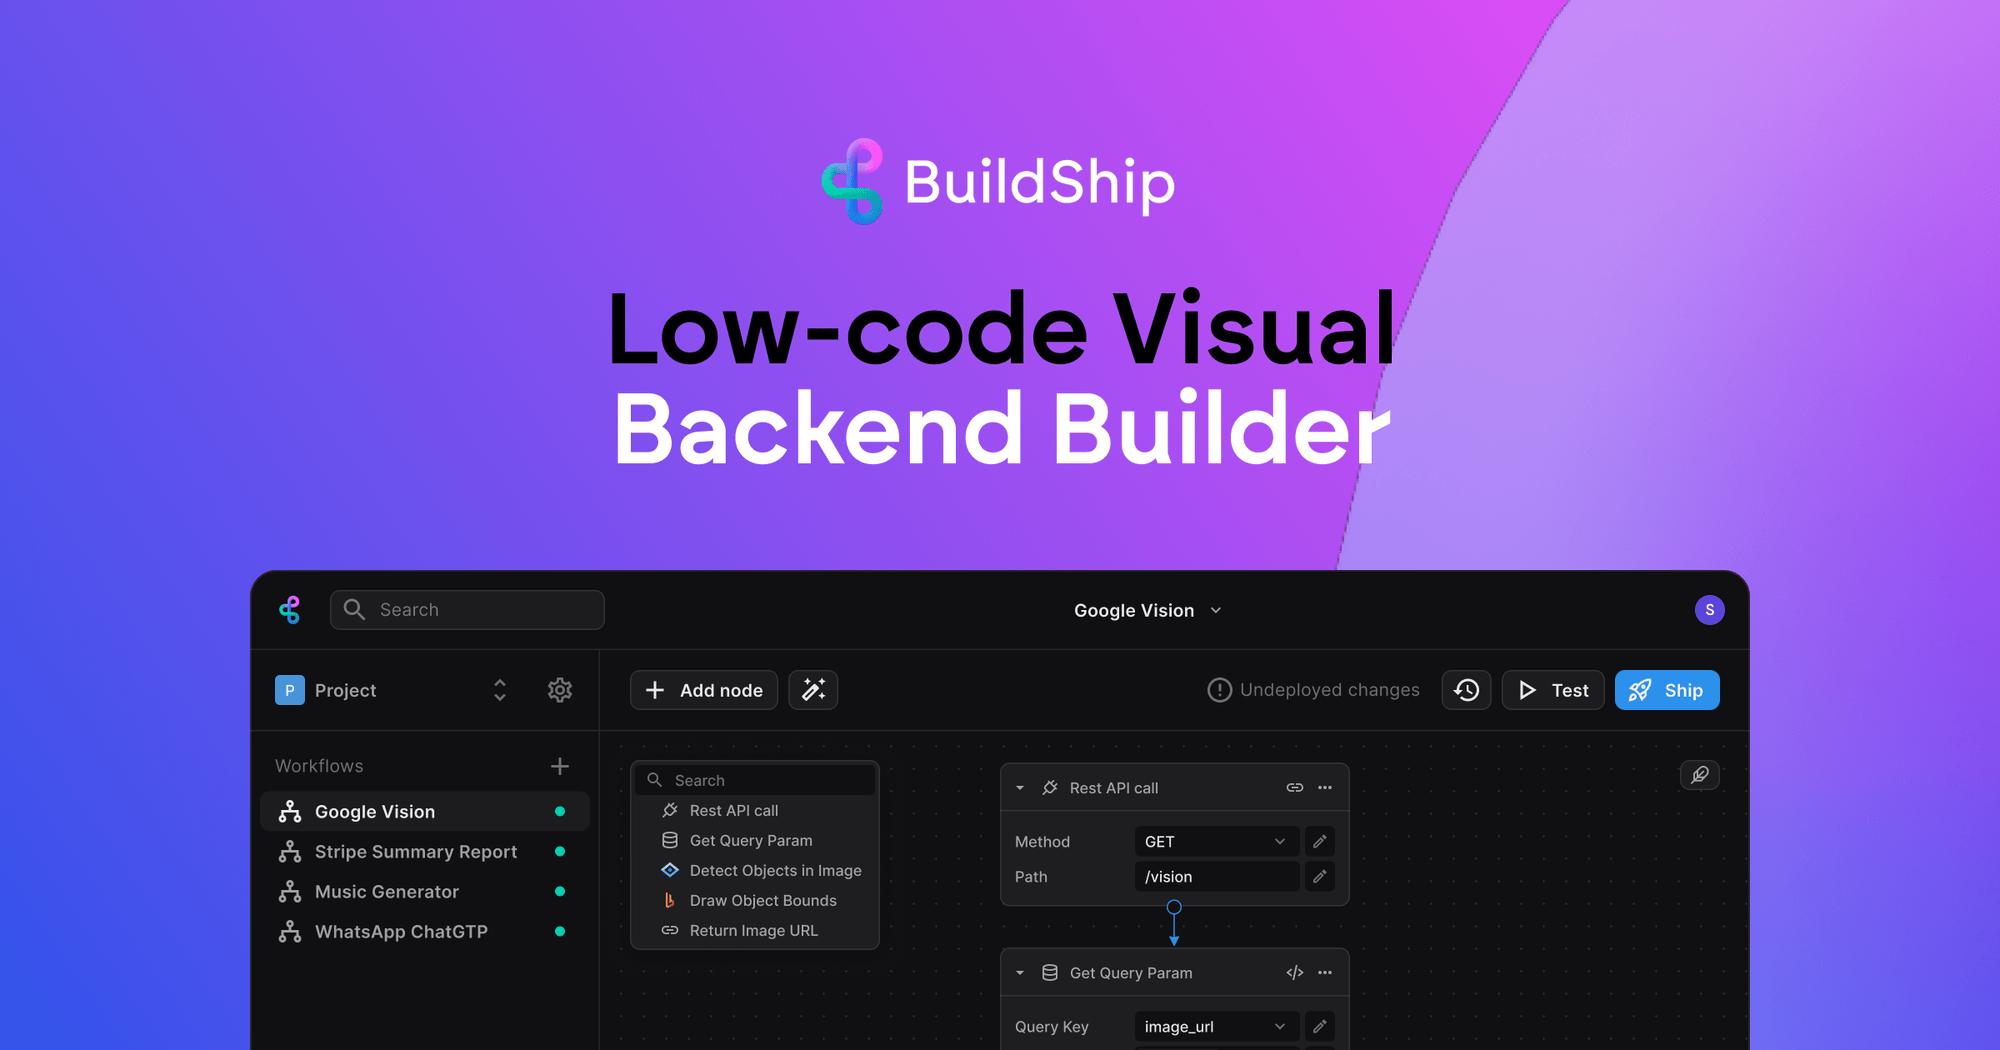 BuildShip
Low-code Visual
Backend Builder
Search
Google Vision
S
P
Project
Add node
Undeployed changes
Test
Ship
Workflows
Google Vision
Stripe Summary Report
Music Generator
WhatsApp ChatGTP
Search
Rest API call
Get Query Param
Detect Objects in Image
Draw Object Bounds
Return Image URL
Rest API call
Method
GET
Path
/vision
Get Query Param
Query Key
image_url